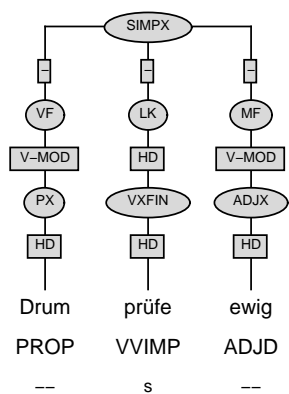 SIMPX
– – –
VF LK MF
V–MOD HD V–MOD
PX VXFIN ADJX
HD HD HD
Drum prüfe ewig
PROP VVIMP ADJD
–– s ––